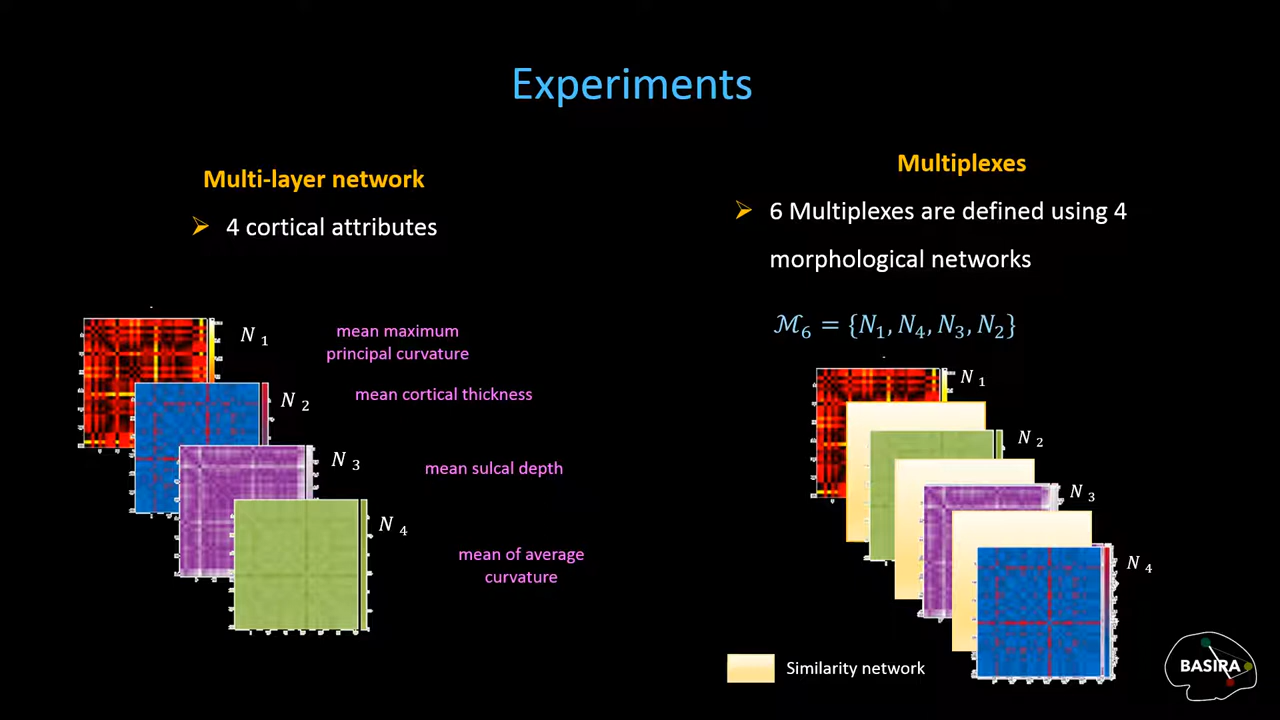 Experiments
Multi-layer network
➢ 4 cortical attributes
N 1
mean maximum
principal curvature
N 2
mean cortical thickness
N 3
mean sulcal depth
N 4
mean of average
curvature
Multiplexes
➢ 6 Multiplexes are defined using 4
morphological networks
ℳ₆ = {N₁, N₄, N₃, N₂}
N 1
N 2
N 3
N 4
Similarity network
BASIRA